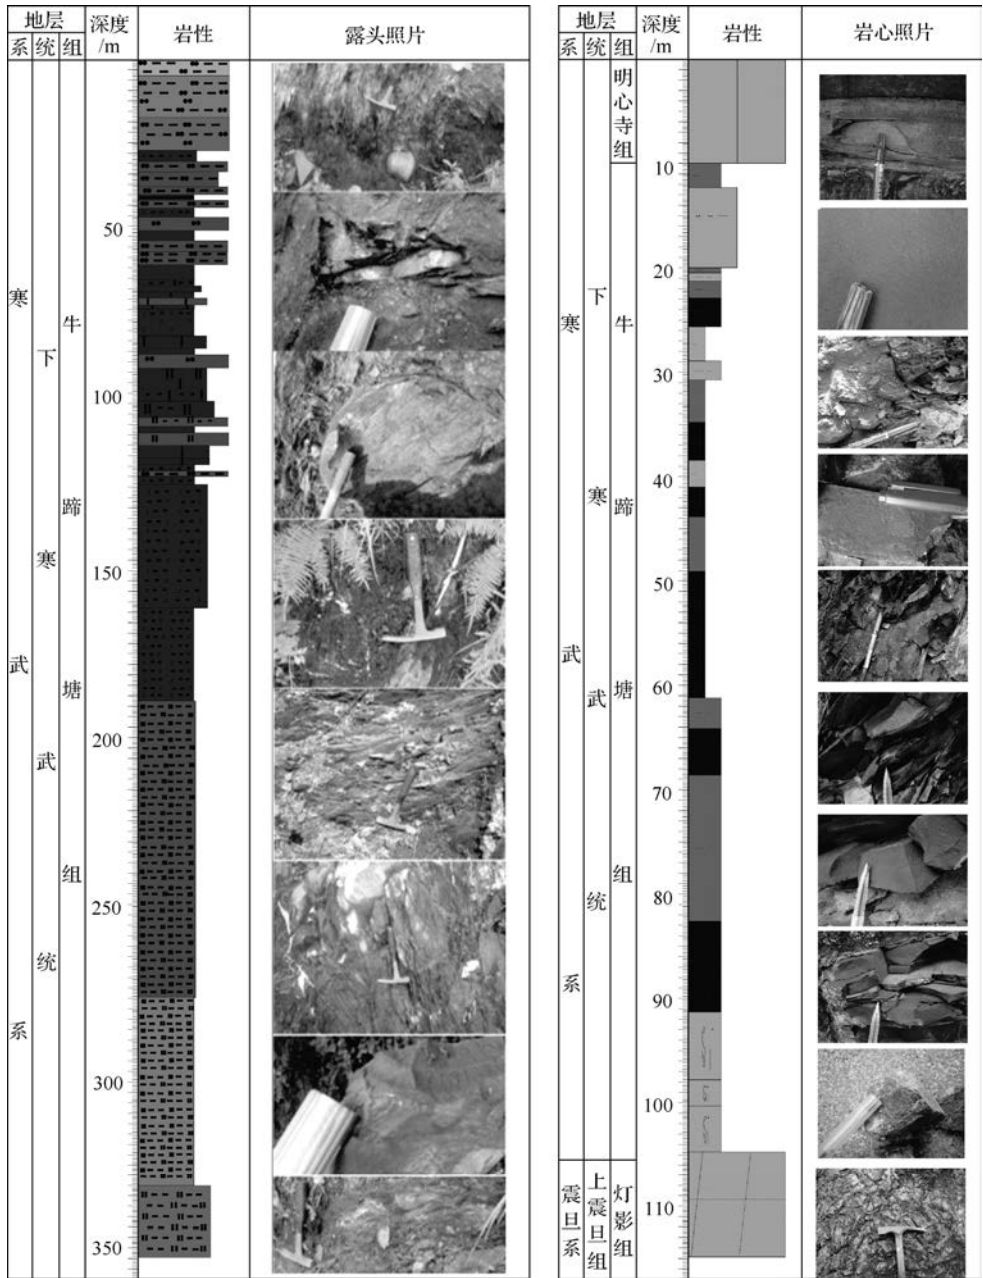 地层
系 统 组
深度
/m
岩性
露头照片
50
100
150
200
250
300
350
寒
武
系
下
寒
武
统
牛
蹄
塘
组
地层
系 统 组
深度
/m
岩性
岩心照片
10
20
30
40
50
60
70
80
90
100
110
寒
武
系
下
寒
武
统
明
心
寺
组
牛
蹄
塘
组
震
旦
系
上
震
旦
组
灯
影
组